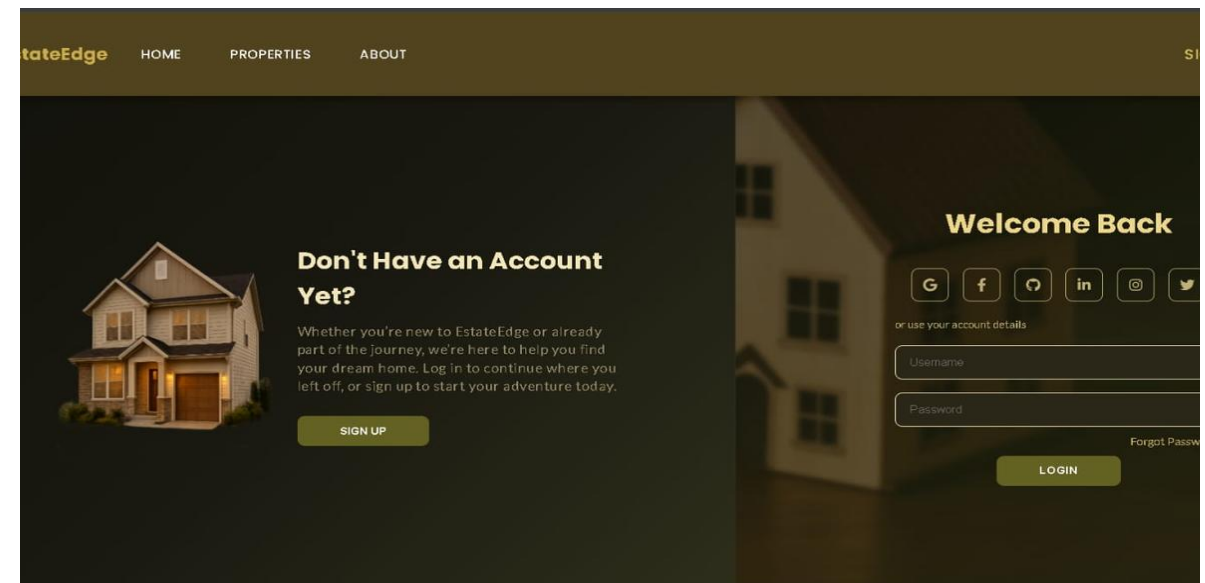 tateEdge HOME PROPERTIES ABOUT
Don't Have an Account
Yet?
Whether you're new to EstateEdge or already
part of the journey, we're here to help you find
your dream home. Log in to continue where you
left off, or sign up to start your adventure today.
SIGN UP
Welcome Back
G f in
or use your account details
Username
Password
Forgot Passw
LOGIN